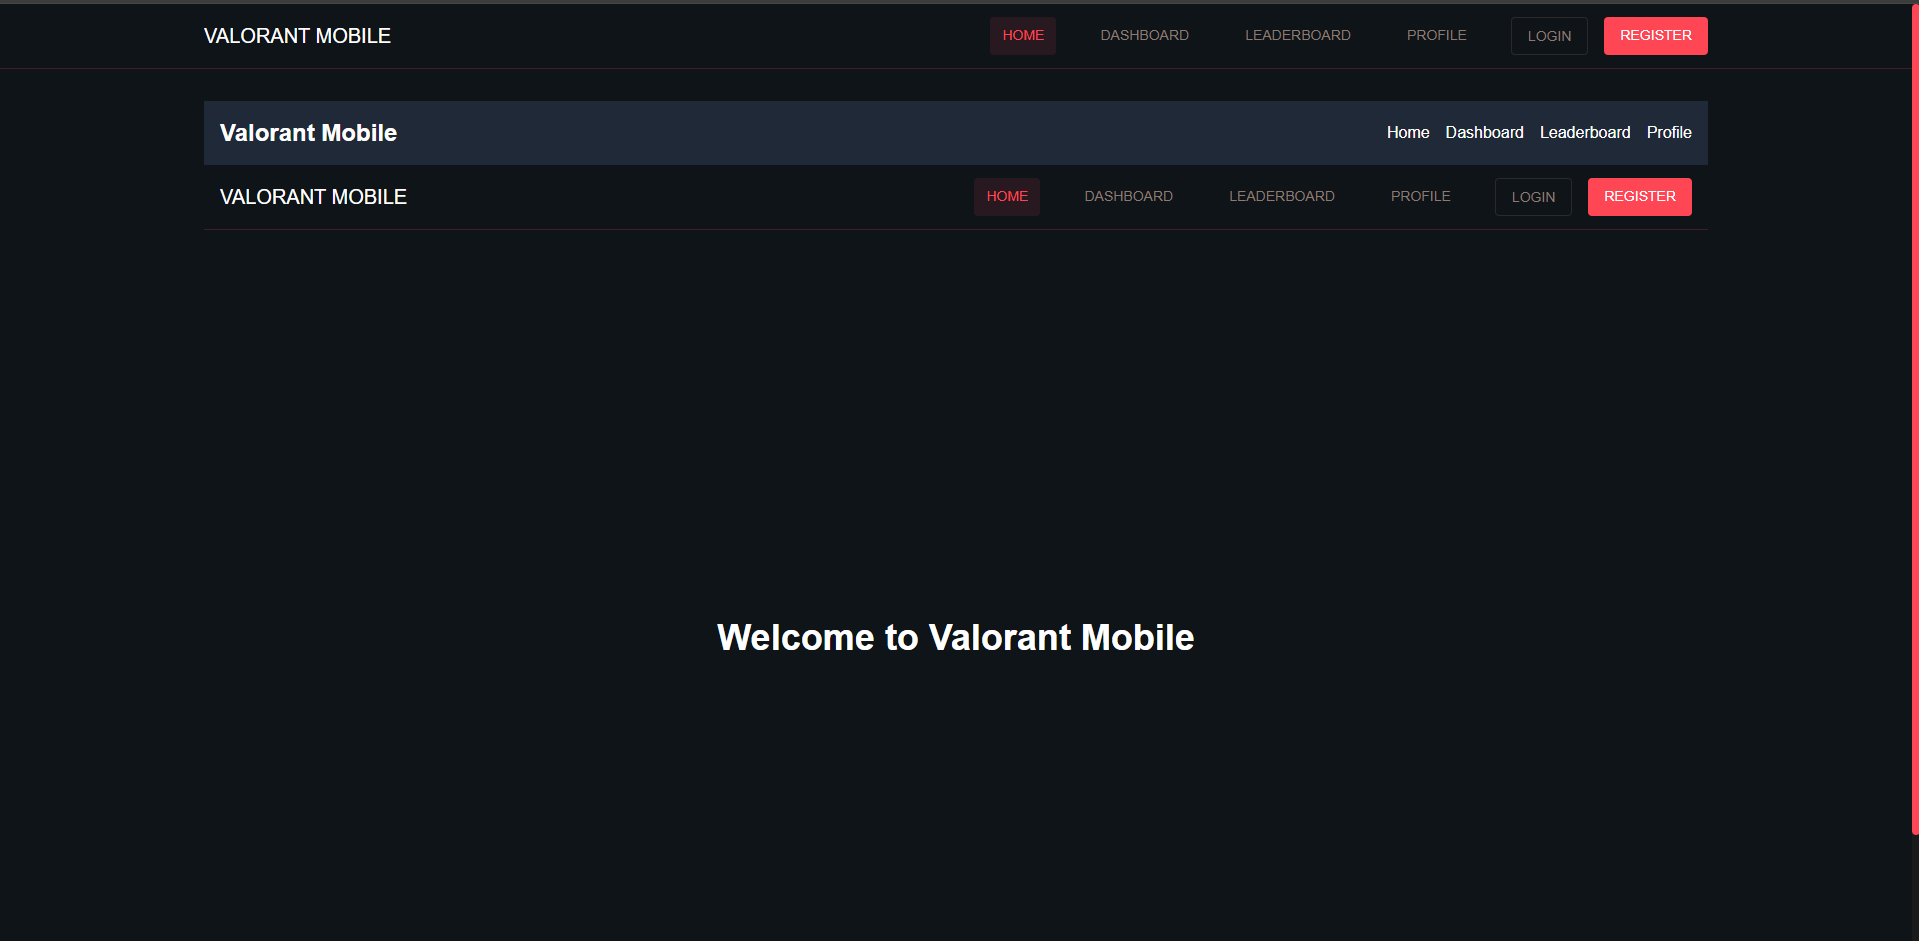 VALORANT MOBILE HOME DASHBOARD LEADERBOARD PROFILE LOGIN REGISTER
Valorant Mobile Home Dashboard Leaderboard Profile
VALORANT MOBILE HOME DASHBOARD LEADERBOARD PROFILE LOGIN REGISTER
Welcome to Valorant Mobile